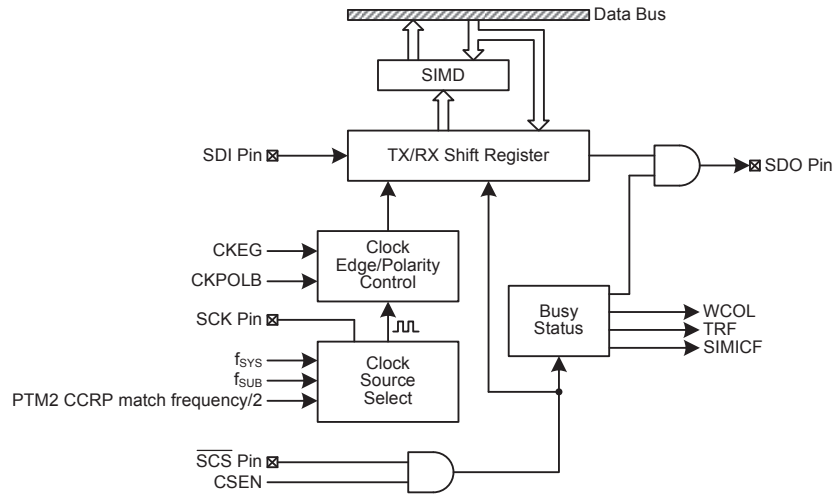 Data Bus
SIMD
SDI Pin
TX/RX Shift Register
SDO Pin
CKEG
CKPOLB
Clock
Edge/Polarity
Control
SCK Pin
Busy
Status
WCOL
TRF
SIMICF
fSYS
fSUB
PTM2 CCRP match frequency/2
Clock
Source
Select
SCS Pin
CSEN